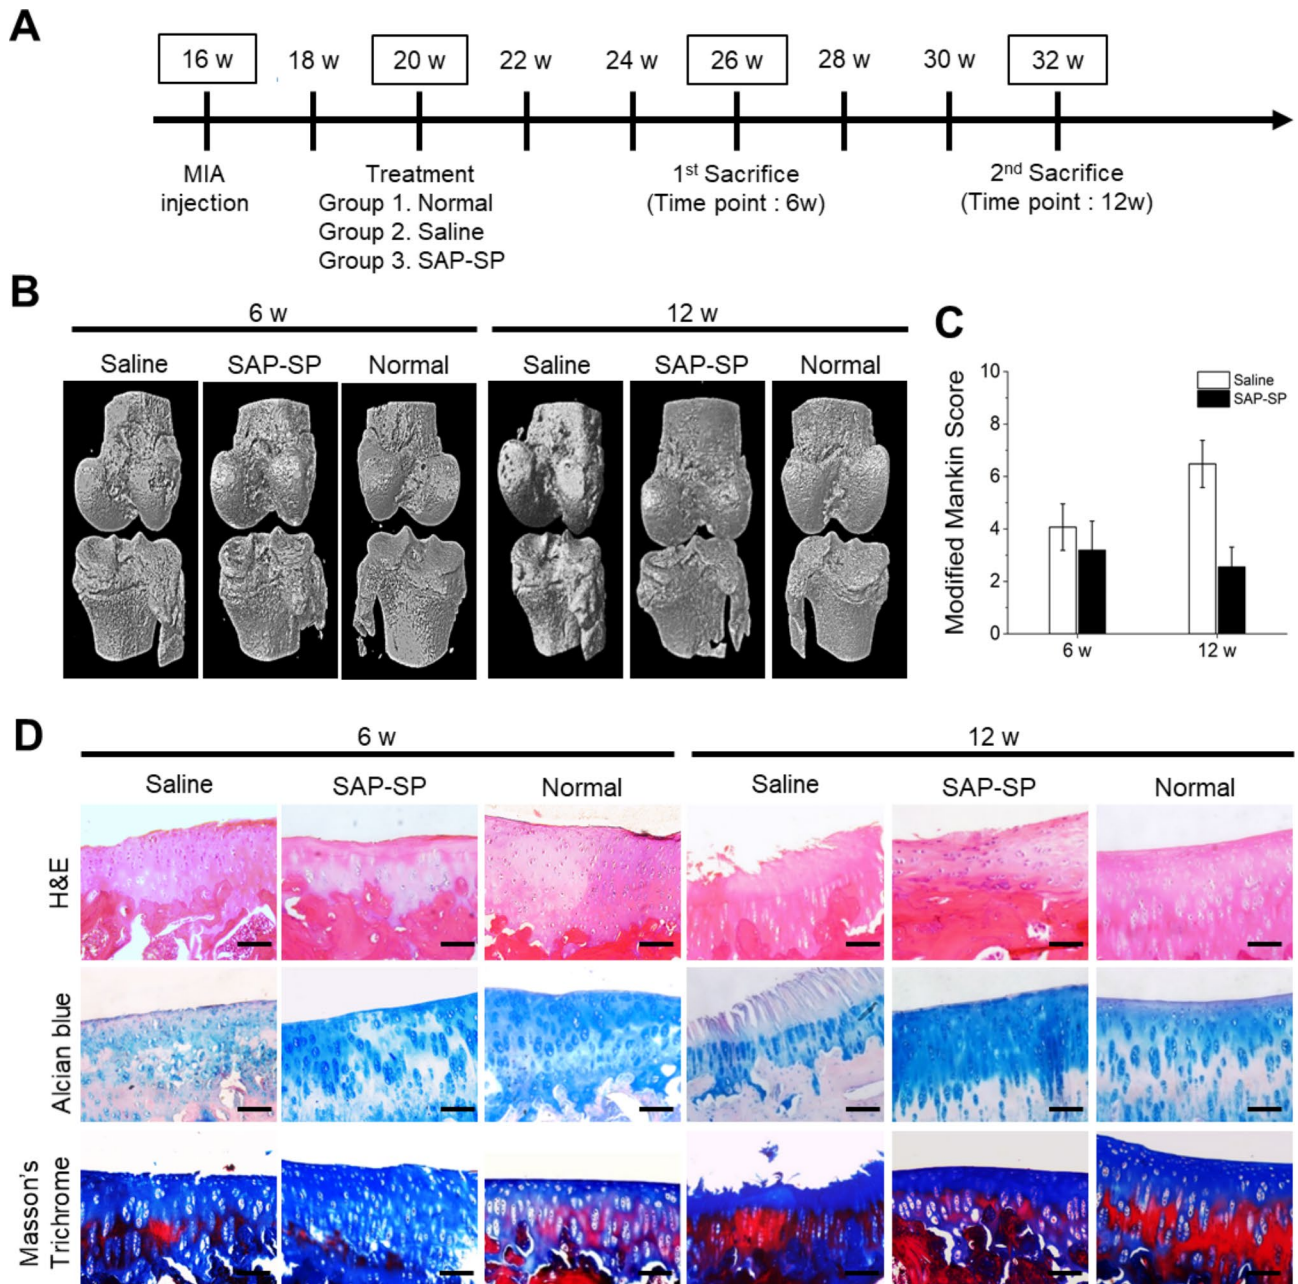 A
16 w 18 w 20 w 22 w 24 w 26 w 28 w 30 w 32 w
MIA
injection
Treatment
Group 1. Normal
Group 2. Saline
Group 3. SAP-SP
1st Sacrifice
(Time point : 6w)
2nd Sacrifice
(Time point : 12w)
B
6 w 12 w
Saline SAP-SP Normal Saline SAP-SP Normal
C
Modified Mankin Score
10
8
6
4
2
0
Saline
SAP-SP
6 w 12 w
D
6 w 12 w
Saline SAP-SP Normal Saline SAP-SP Normal
H&E
Alcian blue
Masson's
Trichrome